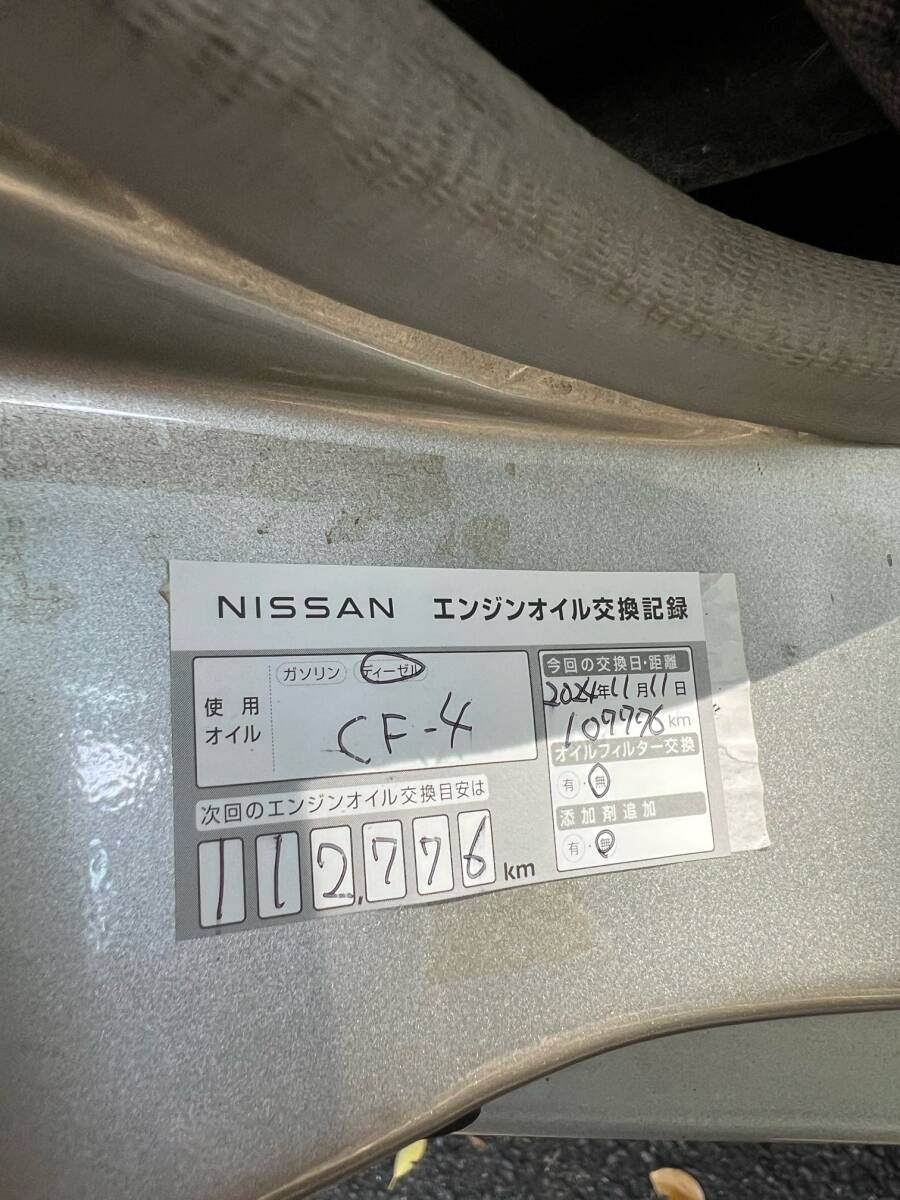 NISSAN エンジンオイル交換記録
使用オイル
ガソリン ディーゼル
CF-4
今回の交換日・距離
2024年11月11日
109776 km
オイルフィルター交換
有・無
添加剤追加
有・無
次回のエンジンオイル交換目安は
112,776 km